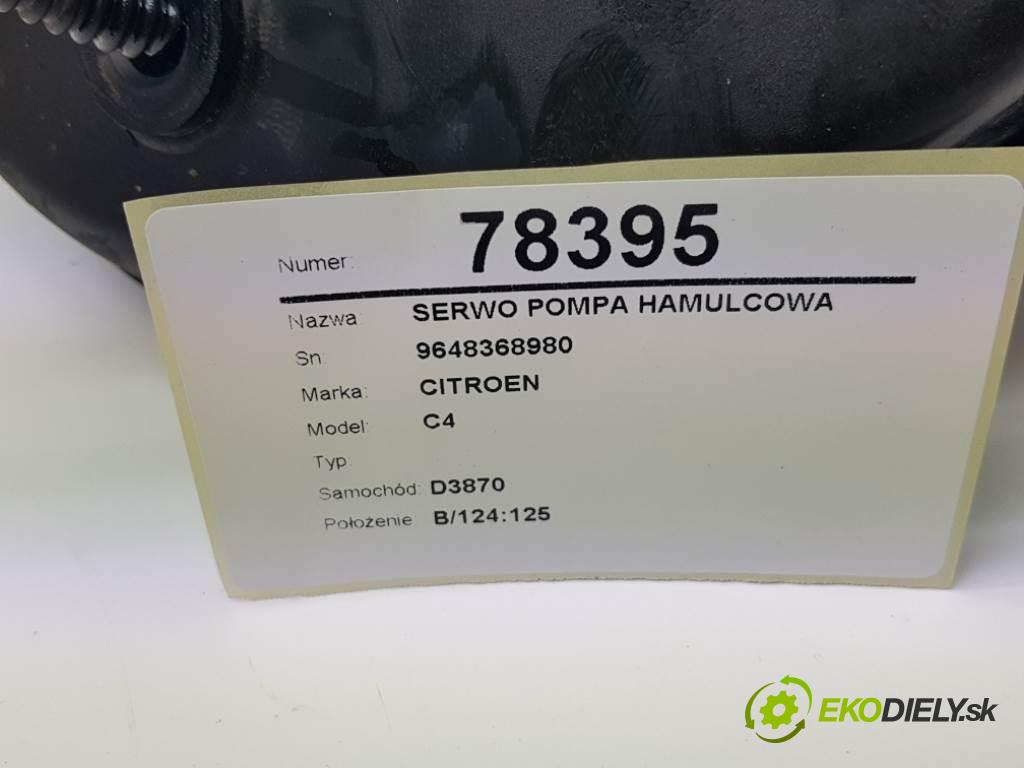 Numer: 78395
Nazwa: SERWO POMPA HAMULCOWA
Sn: 9648368980
Marka: CITROEN
Model: C4
Typ:
Samochód: D3870
Położenie: B/124:125
EKODIELY.sk